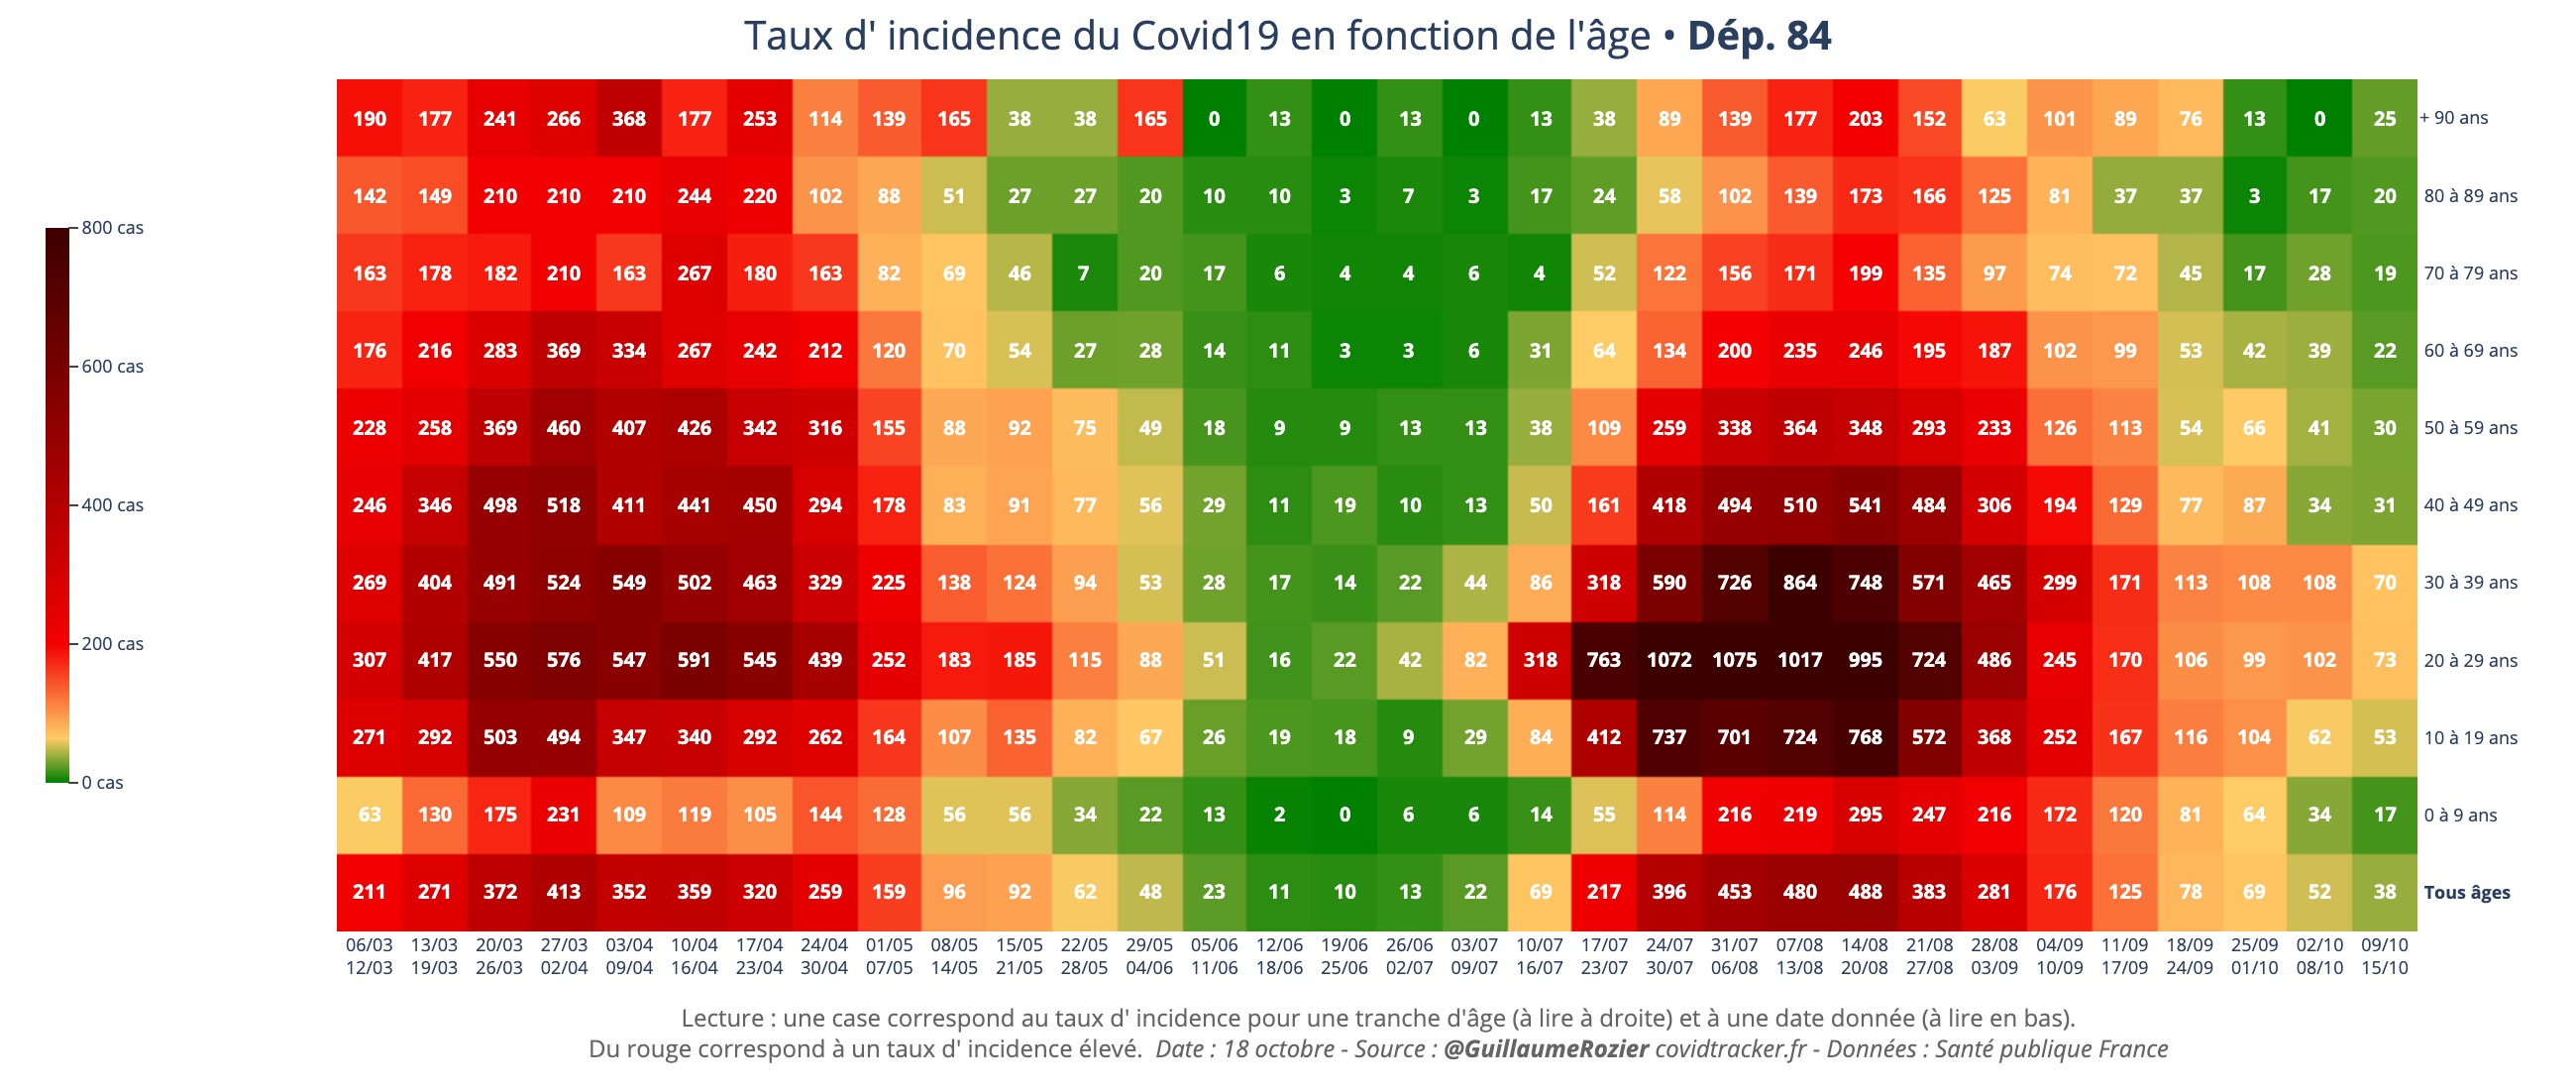 Taux d' incidence du Covid19 en fonction de l'âge • Dép. 84
800 cas
600 cas
400 cas
200 cas
0 cas
190 177 241 266 368 177 253 114 139 165 38 38 165 0 13 0 13 0 13 38 89 139 177 203 152 63 101 89 76 13 0 25 + 90 ans
142 149 210 210 210 244 220 102 88 51 27 27 20 10 10 3 7 3 17 24 58 102 139 173 166 125 81 37 37 3 17 20 80 à 89 ans
163 178 182 210 163 267 180 163 82 69 46 7 20 17 6 4 4 6 4 52 122 156 171 199 135 97 74 72 45 17 28 19 70 à 79 ans
176 216 283 369 334 267 242 212 120 70 54 27 28 14 11 3 3 6 31 64 134 200 235 246 195 187 102 99 53 42 39 22 60 à 69 ans
228 258 369 460 407 426 342 316 155 88 92 75 49 18 9 9 13 13 38 109 259 338 364 348 293 233 126 113 54 66 41 30 50 à 59 ans
246 346 498 518 411 441 450 294 178 83 91 77 56 29 11 19 10 13 50 161 418 494 510 541 484 306 194 129 77 87 34 31 40 à 49 ans
269 404 491 524 549 502 463 329 225 138 124 94 53 28 17 14 22 44 86 318 590 726 864 748 571 465 299 171 113 108 108 70 30 à 39 ans
307 417 550 576 547 591 545 439 252 183 185 115 88 51 16 22 42 82 318 763 1072 1075 1017 995 724 486 245 170 106 99 102 73 20 à 29 ans
271 292 503 494 347 340 292 262 164 107 135 82 67 26 19 18 9 29 84 412 737 701 724 768 572 368 252 167 116 104 62 53 10 à 19 ans
63 130 175 231 109 119 105 144 128 56 56 34 22 13 2 0 6 6 14 55 114 216 219 295 247 216 172 120 81 64 34 17 0 à 9 ans
211 271 372 413 352 359 320 259 159 96 92 62 48 23 11 10 13 22 69 217 396 453 480 488 383 281 176 125 78 69 52 38 Tous âges
06/03 13/03 20/03 27/03 03/04 10/04 17/04 24/04 01/05 08/05 15/05 22/05 29/05 05/06 12/06 19/06 26/06 03/07 10/07 17/07 24/07 31/07 07/08 14/08 21/08 28/08 04/09 11/09 18/09 25/09 02/10 09/10
12/03 19/03 26/03 02/04 09/04 16/04 23/04 30/04 07/05 14/05 21/05 28/05 04/06 11/06 18/06 25/06 02/07 09/07 16/07 23/07 30/07 06/08 13/08 20/08 27/08 03/09 10/09 17/09 24/09 01/10 08/10 15/10
Lecture : une case correspond au taux d' incidence pour une tranche d'âge (à lire à droite) et à une date donnée (à lire en bas).
Du rouge correspond à un taux d' incidence élevé. Date : 18 octobre - Source : @GuillaumeRozier covidtracker.fr - Données : Santé publique France